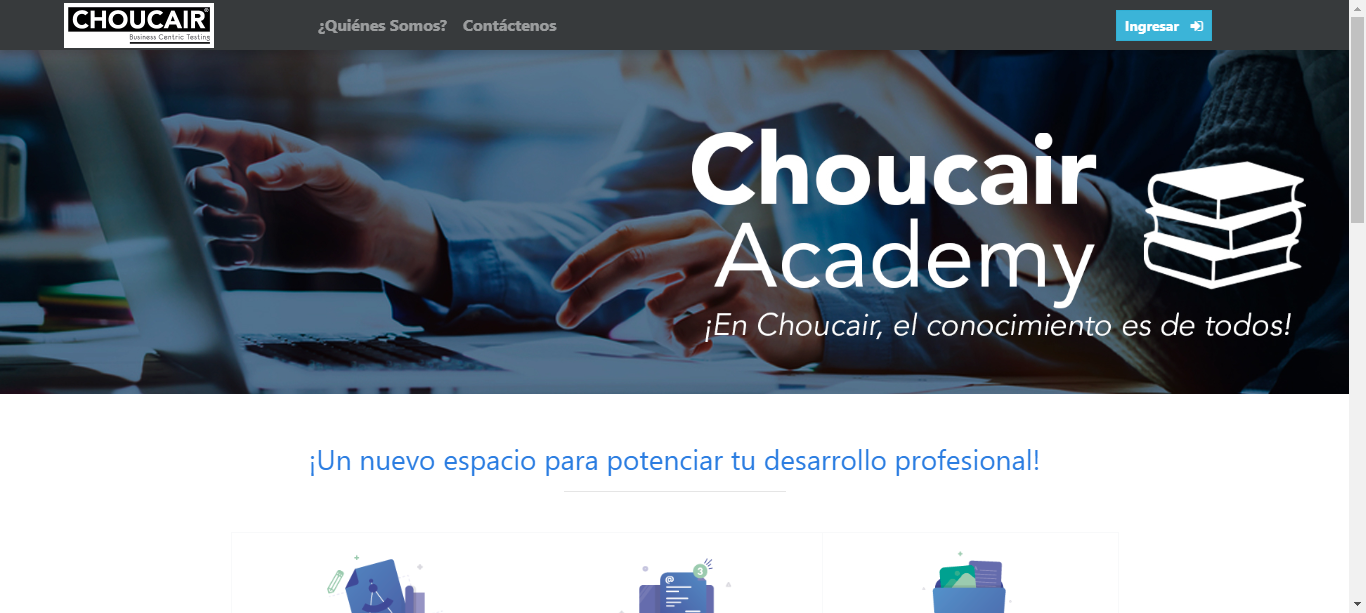 CHOUCAIR®
Business Centric Testing
¿Quiénes Somos? Contáctenos
Ingresar
Choucair
Academy
¡En Choucair, el conocimiento es de todos!
¡Un nuevo espacio para potenciar tu desarrollo profesional!
3
@